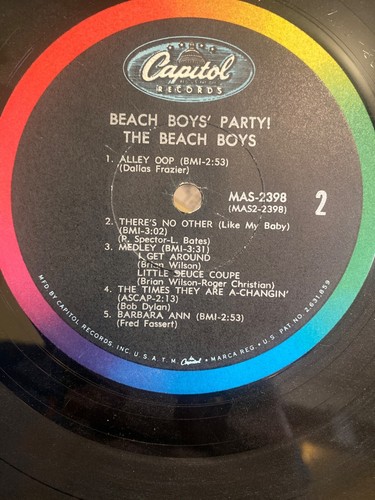 Capitol
RECORDS
BEACH BOYS' PARTY!
THE BEACH BOYS
1. ALLEY OOP (BMI-2:53)
(Dallas Frazier)
MAS-2398
(MAS2-2398)
2
2. THERE'S NO OTHER (Like My Baby)
(BMI-3:02)
(P. Spector-L. Bates)
3. MEDLEY (BMI-3:31)
I GET AROUND
(Brian Wilson)
LITTLE DEUCE COUPE
(Brian Wilson-Roger Christian)
4. THE TIMES THEY ARE A-CHANGIN'
(ASCAP-2:13)
(Bob Dylan)
5. BARBARA ANN (BMI-2:53)
(Fred Fassert)
MFD. BY CAPITOL RECORDS, INC. U.S.A. T.M. Capitol MARCA REG. • U.S. PAT. NO. 2,631,859